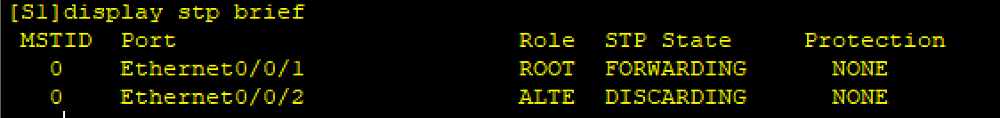 [S1]display stp brief
MSTID Port Role STP State Protection
0 Ethernet0/0/1 ROOT FORWARDING NONE
0 Ethernet0/0/2 ALTE DISCARDING NONE